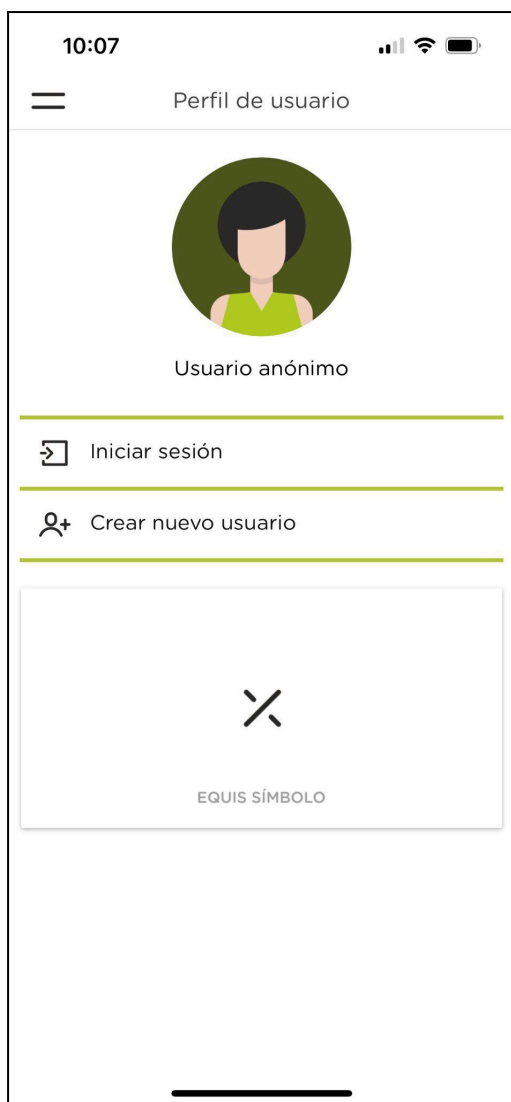 10:07
Perfil de usuario
Usuario anónimo
Iniciar sesión
Crear nuevo usuario
EQUIS SÍMBOLO